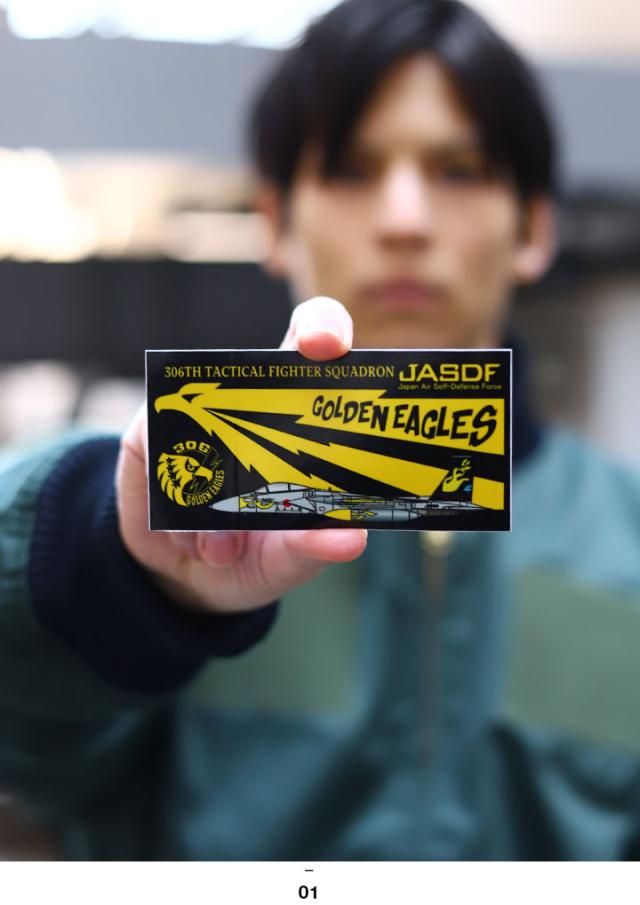 306TH TACTICAL FIGHTER SQUADRON JASDF
Japan Air Self-Defense Force
GOLDEN EAGLES
306
GOLDEN EAGLES
01